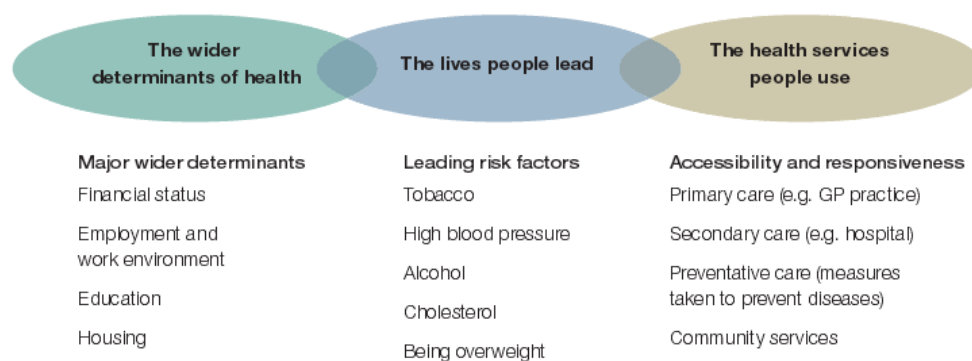 The wider
determinants of health
The lives people lead
The health services
people use
Major wider determinants
Financial status
Employment and
work environment
Education
Housing
Leading risk factors
Tobacco
High blood pressure
Alcohol
Cholesterol
Being overweight
Accessibility and responsiveness
Primary care (e.g. GP practice)
Secondary care (e.g. hospital)
Preventative care (measures
taken to prevent diseases)
Community services